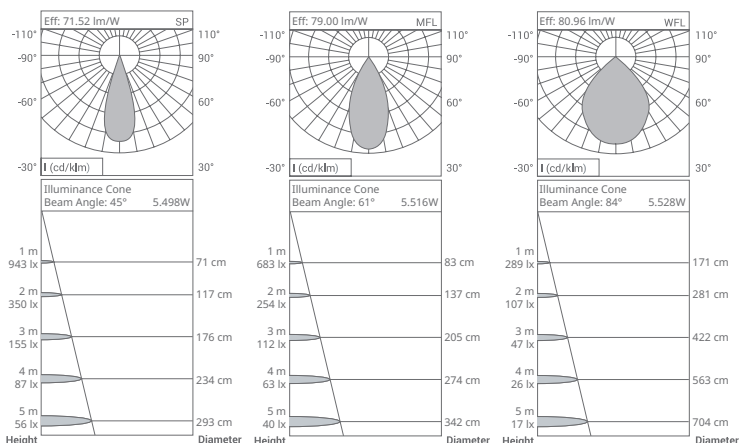 Eff: 71.52 lm/W SP
-110° 110°
-90° 90°
-60° 60°
-30° 30°
I (cd/klm)
Illuminance Cone
Beam Angle: 45° 5.498W
1 m
943 lx 71 cm
2 m
350 lx 117 cm
3 m
155 lx 176 cm
4 m
87 lx 234 cm
5 m
56 lx 293 cm
Height Diameter
Eff: 79.00 lm/W MFL
-110° 110°
-90° 90°
-60° 60°
-30° 30°
I (cd/klm)
Illuminance Cone
Beam Angle: 61° 5.516W
1 m
683 lx 83 cm
2 m
254 lx 137 cm
3 m
112 lx 205 cm
4 m
63 lx 274 cm
5 m
40 lx 342 cm
Height Diameter
Eff: 80.96 lm/W WFL
-110° 110°
-90° 90°
-60° 60°
-30° 30°
I (cd/klm)
Illuminance Cone
Beam Angle: 84° 5.528W
1 m
289 lx 171 cm
2 m
107 lx 281 cm
3 m
47 lx 422 cm
4 m
26 lx 563 cm
5 m
17 lx 704 cm
Height Diameter